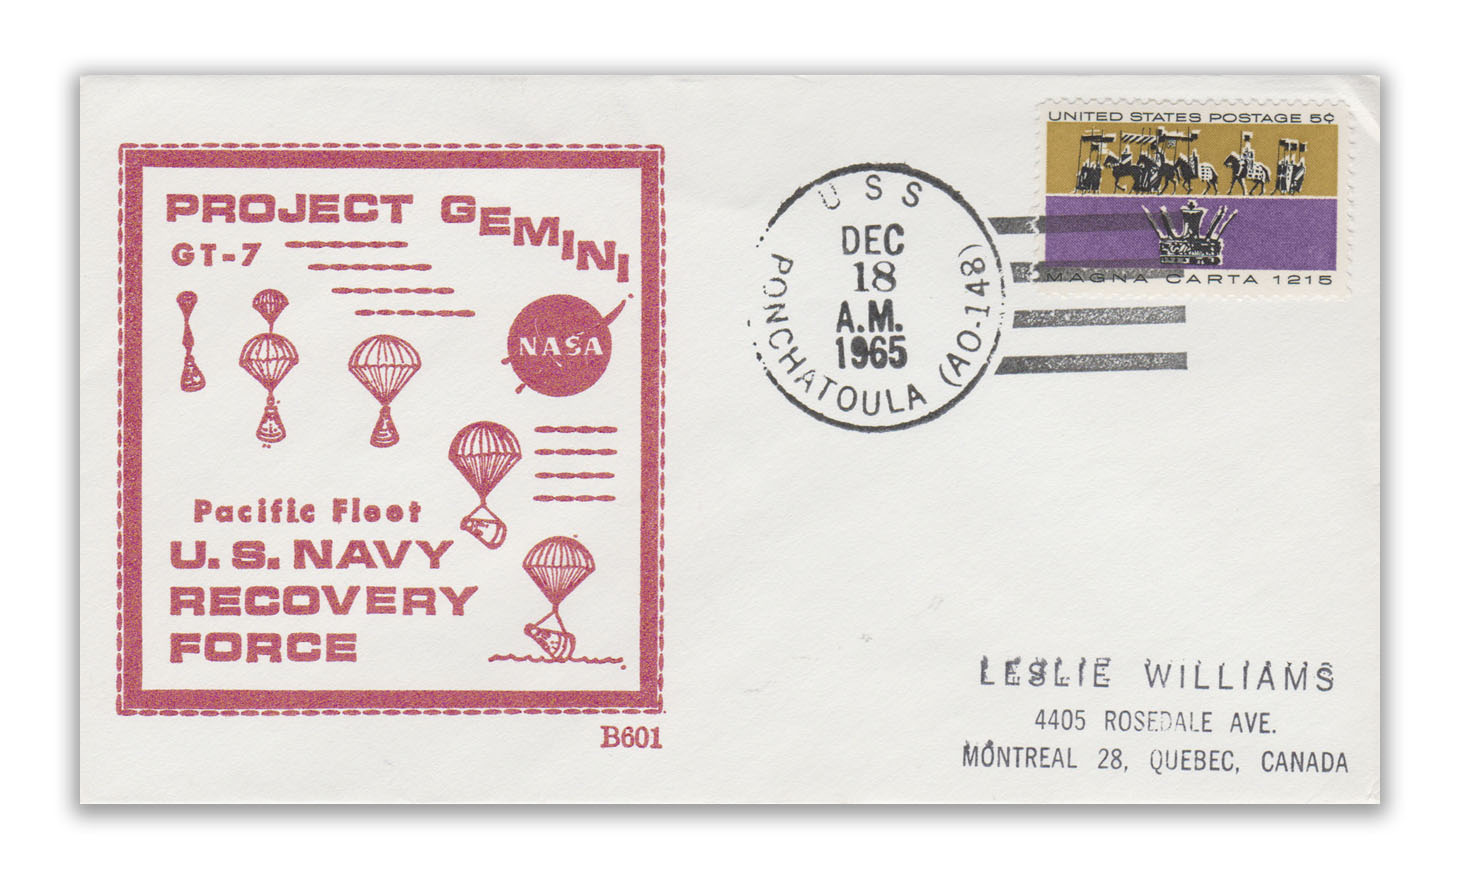 PROJECT GEMINI
GT-7
NASA
Pacific Fleet
U.S. NAVY
RECOVERY
FORCE
B601
USS
PONCHATOULA (AO-148)
DEC
18
A.M.
1965
UNITED STATES POSTAGE 5¢
MAGNA CARTA 1215
LESLIE WILLIAMS
4405 ROSEDALE AVE.
MONTREAL 28, QUEBEC, CANADA